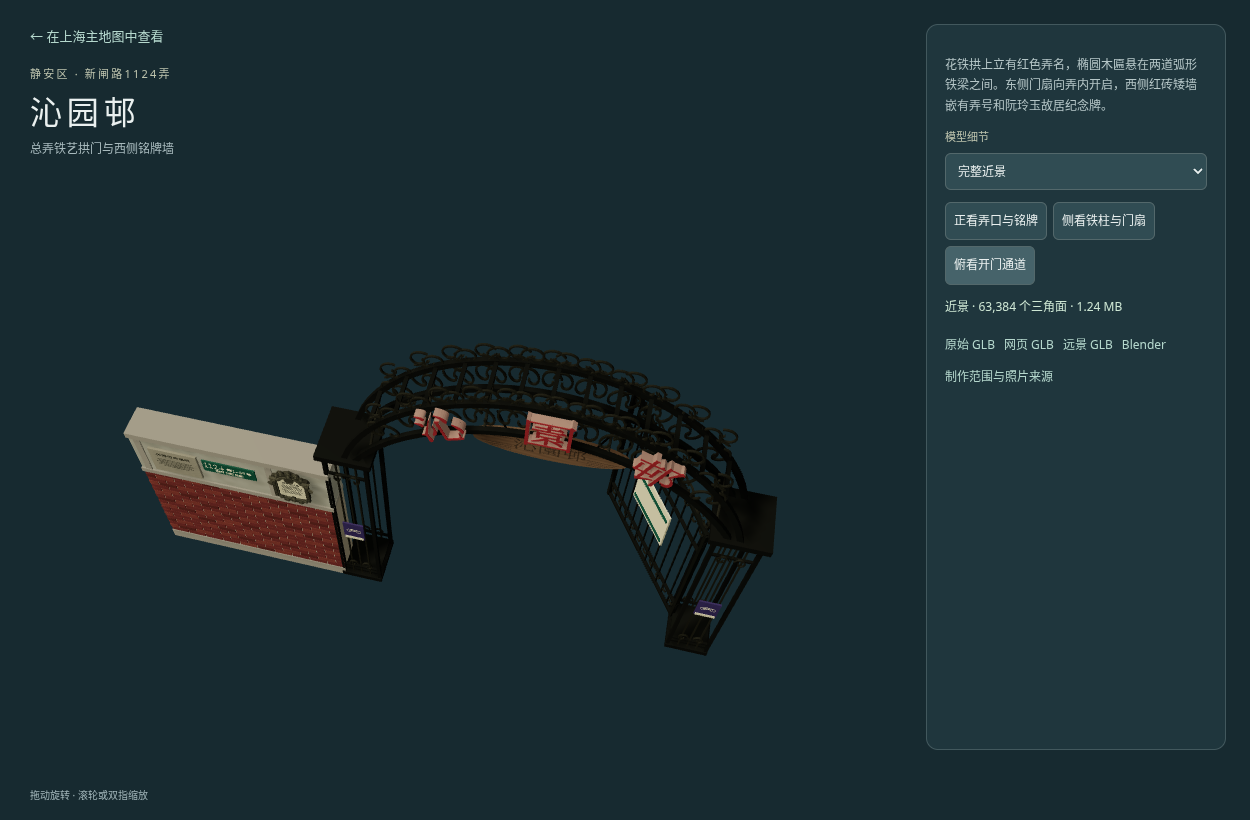 ← 在上海主地图中查看
静安区 · 新闸路1124弄
沁园邨
总弄铁艺拱门与西侧铭牌墙
花铁拱上立有红色弄名，椭圆木匾悬在两道弧形
铁梁之间。东侧门扇向弄内开启，西侧红砖矮墙
嵌有弄号和阮玲玉故居纪念牌。
模型细节
完整近景
正看弄口与铭牌
侧看铁柱与门扇
俯看开门通道
近景 · 63,384 个三角面 · 1.24 MB
原始 GLB 网页 GLB 远景 GLB Blender
制作范围与照片来源
拖动旋转 · 滚轮或双指缩放